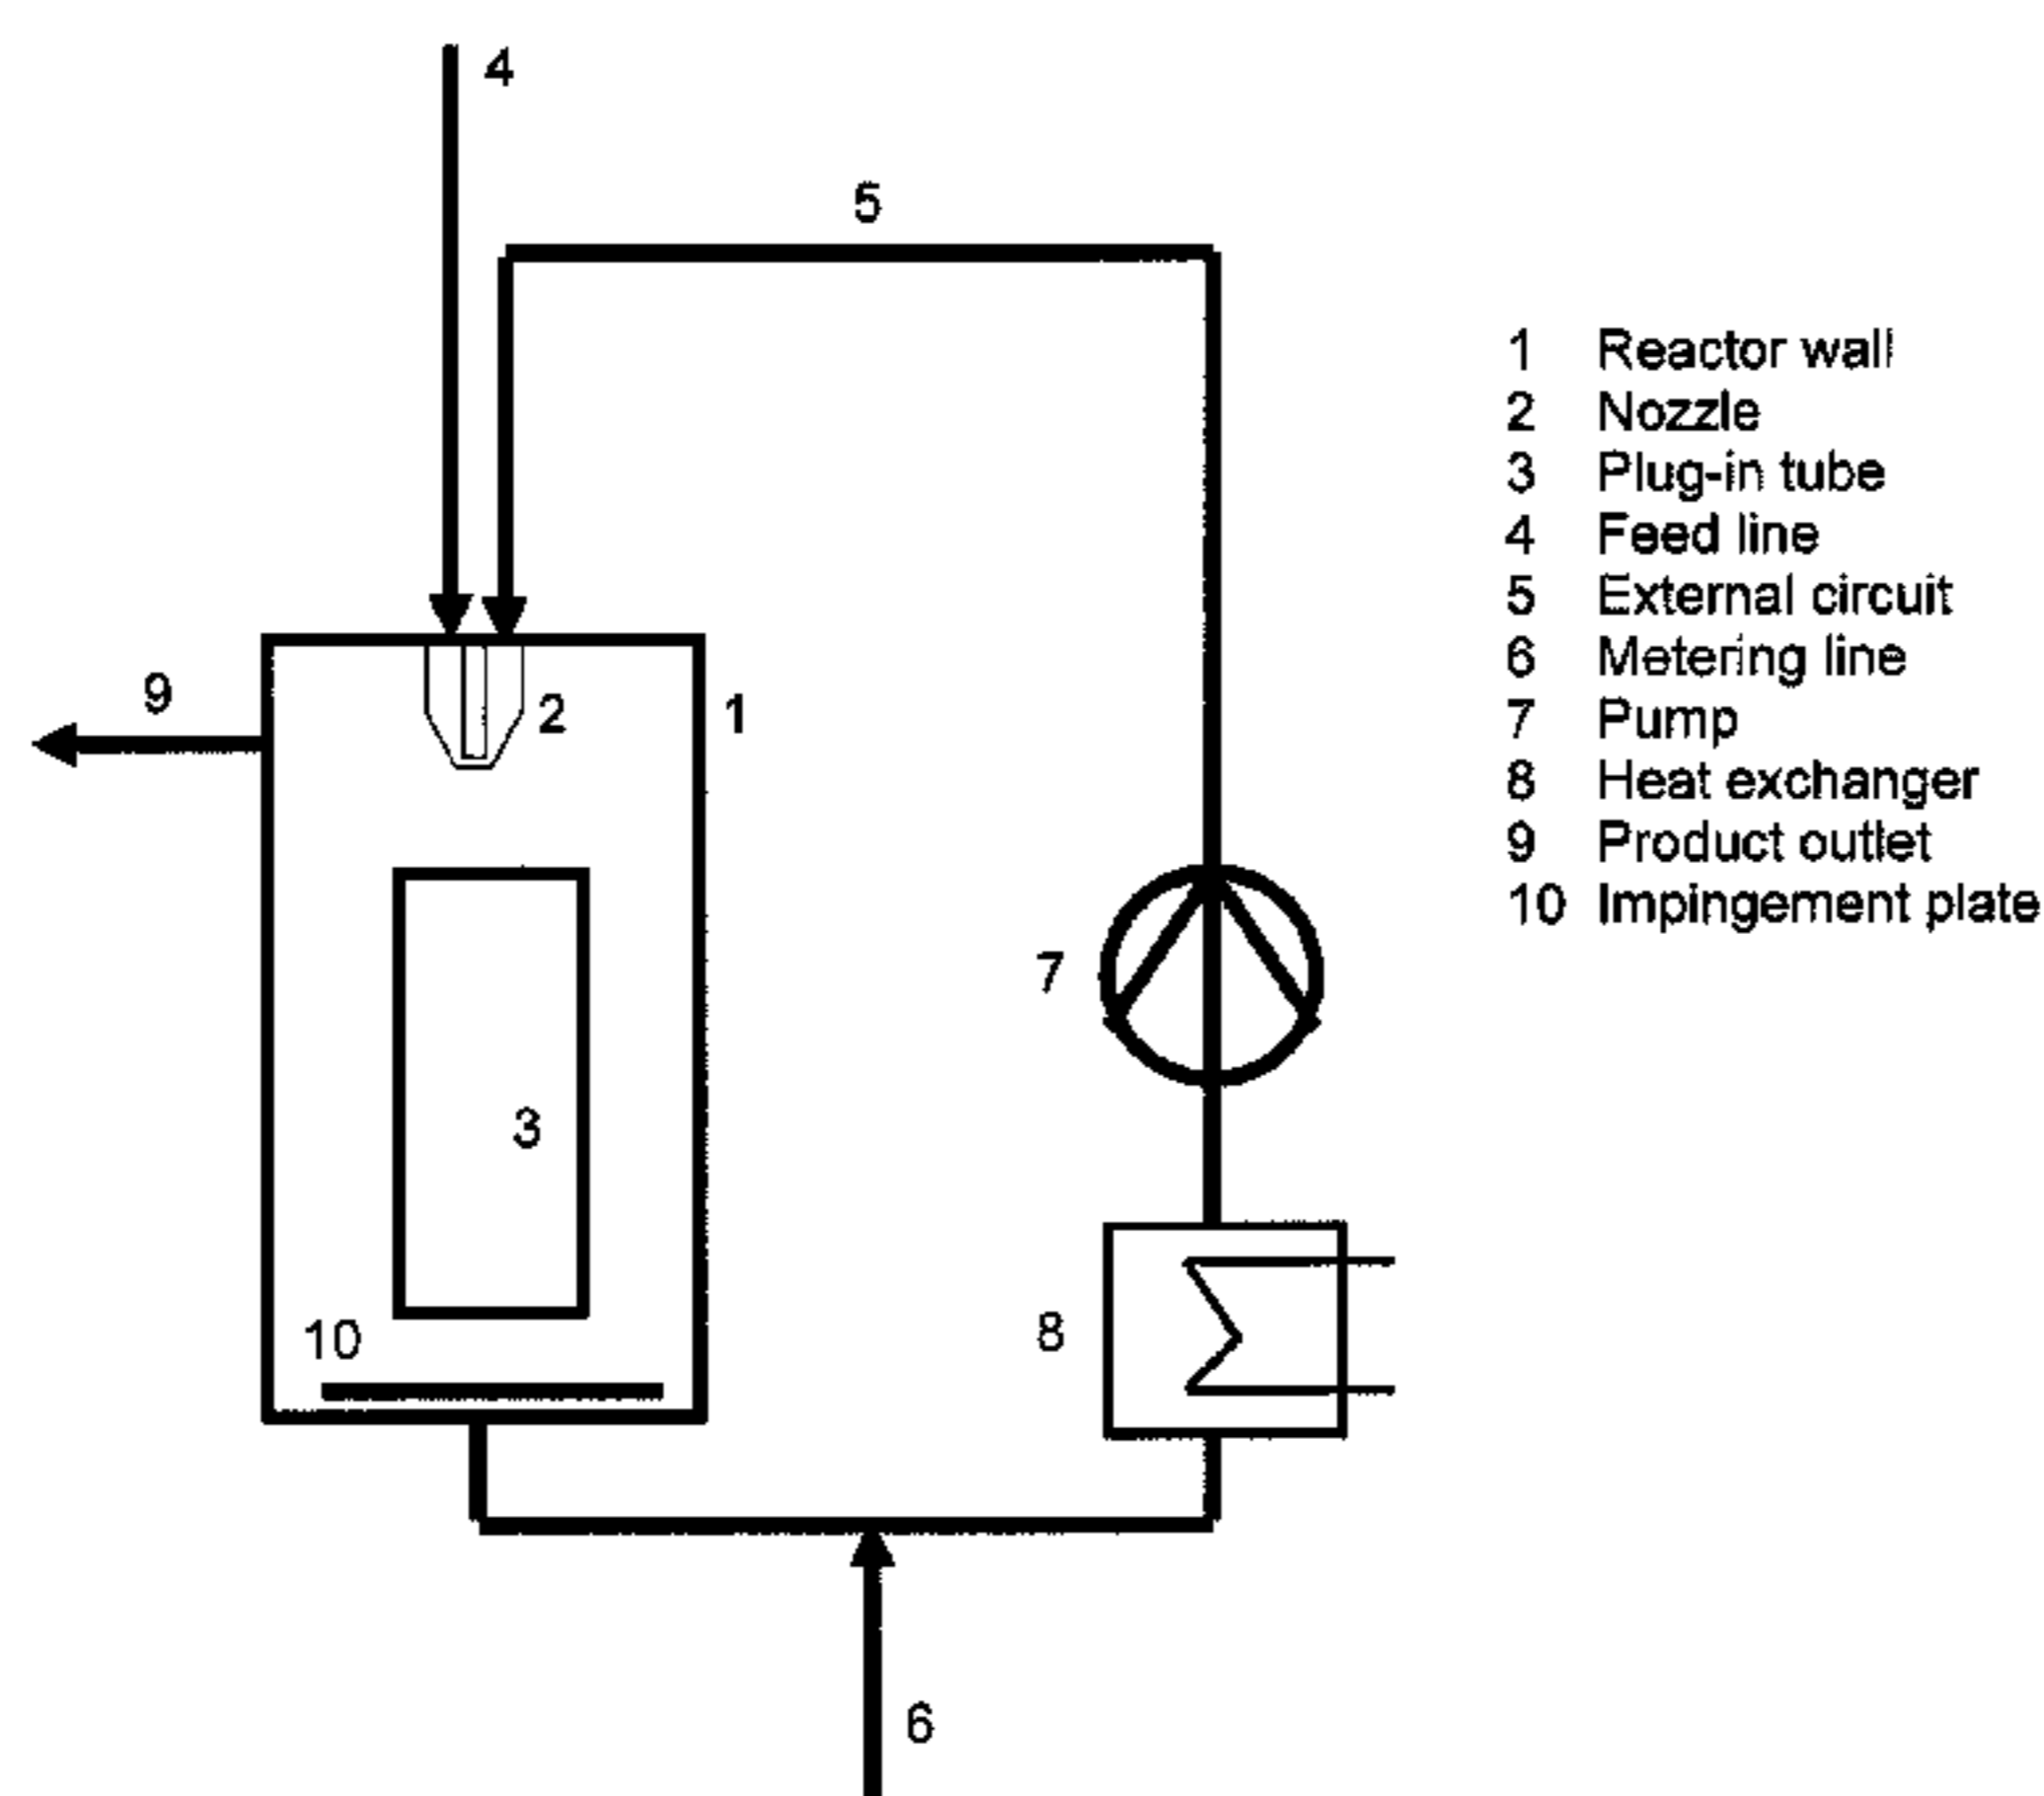 4
5
9
2
1
3
7
10
8
6
1 Reactor wall
2 Nozzle
3 Plug-in tube
4 Feed line
5 External circuit
6 Metering line
7 Pump
8 Heat exchanger
9 Product outlet
10 Impingement plate